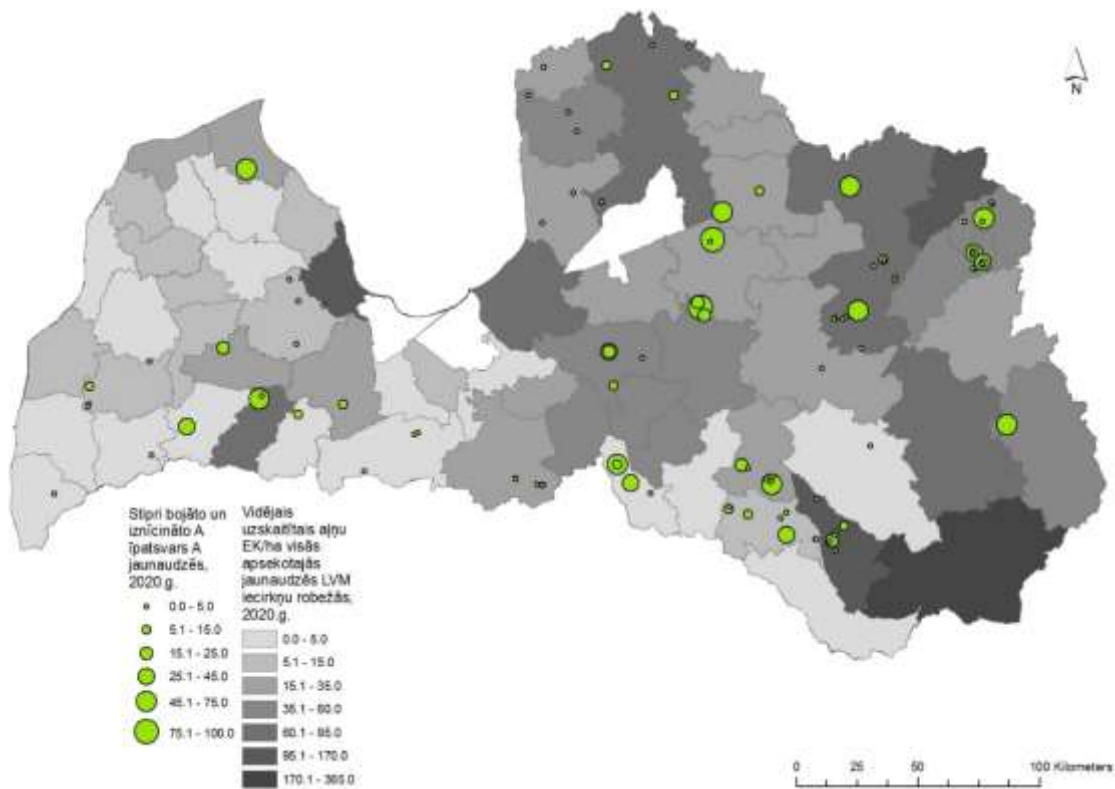 N
Stipri bojāto un
iznīcināto A
īpatsvars A
jaunaudzēs,
2020.g.
0.0 - 5.0
5.1 - 15.0
15.1 - 25.0
25.1 - 45.0
45.1 - 75.0
75.1 - 100.0
Vidējais
uzskaitītais aļņu
EK/ha visās
apsekotajās
jaunaudzēs LVM
iecirkņu robežās,
2020.g.
0.0 - 5.0
5.1 - 15.0
15.1 - 35.0
35.1 - 60.0
60.1 - 95.0
95.1 - 170.0
170.1 - 365.0
0 25 50 100 Kilometers